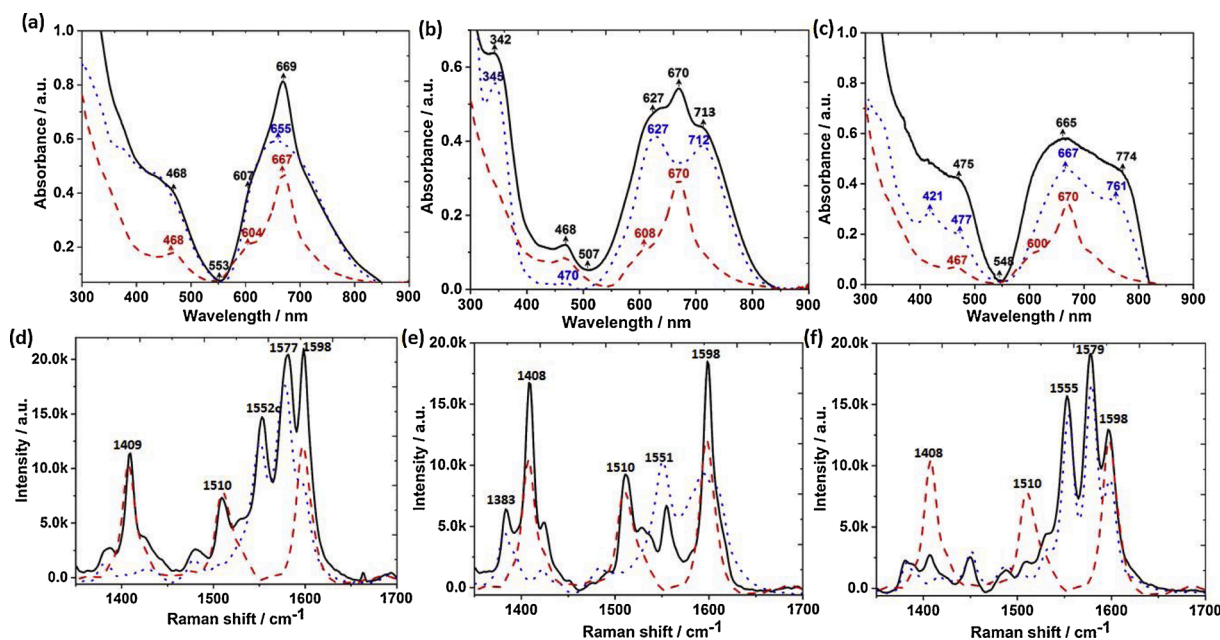 (a)
1.0
0.8
0.6
0.4
0.2
Absorbance / a.u.
669
655
667
607
604
468
468
553
300 400 500 600 700 800 900
Wavelength / nm
(b)
0.6
0.4
0.2
Absorbance / a.u.
342
345
670
627
627
713
712
670
608
468
470
507
300 400 500 600 700 800 900
Wavelength / nm
(c)
1.0
0.8
0.6
0.4
0.2
Absorbance / a.u.
665
667
774
761
475
477
421
670
600
467
548
300 400 500 600 700 800 900
Wavelength / nm
(d)
20.0k
15.0k
10.0k
5.0k
0.0
Intensity / a.u.
1409
1510
1552c
1577
1598
1400 1500 1600 1700
Raman shift / cm-1
(e)
20.0k
15.0k
10.0k
5.0k
0.0
Intensity / a.u.
1383
1408
1510
1551
1598
1400 1500 1600 1700
Raman shift / cm-1
(f)
20.0k
15.0k
10.0k
5.0k
0.0
Intensity / a.u.
1408
1510
1555
1579
1598
1400 1500 1600 1700
Raman shift / cm-1